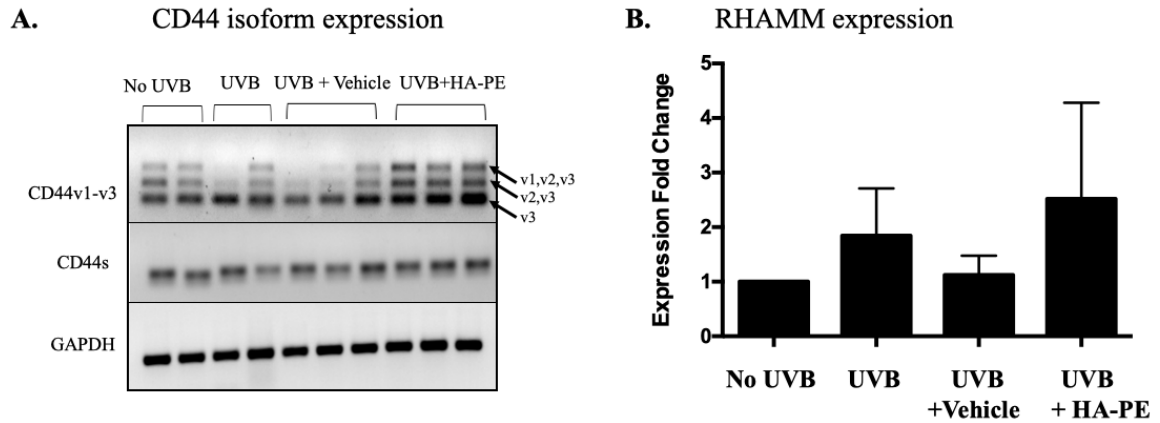 A.
CD44 isoform expression
No UVB
UVB
UVB + Vehicle
UVB+HA-PE
CD44v1-v3
v1,v2,v3
v2,v3
v3
CD44s
GAPDH
B.
RHAMM expression
Expression Fold Change
5
4
3
2
1
0
No UVB
UVB
UVB
+Vehicle
UVB
+ HA-PE